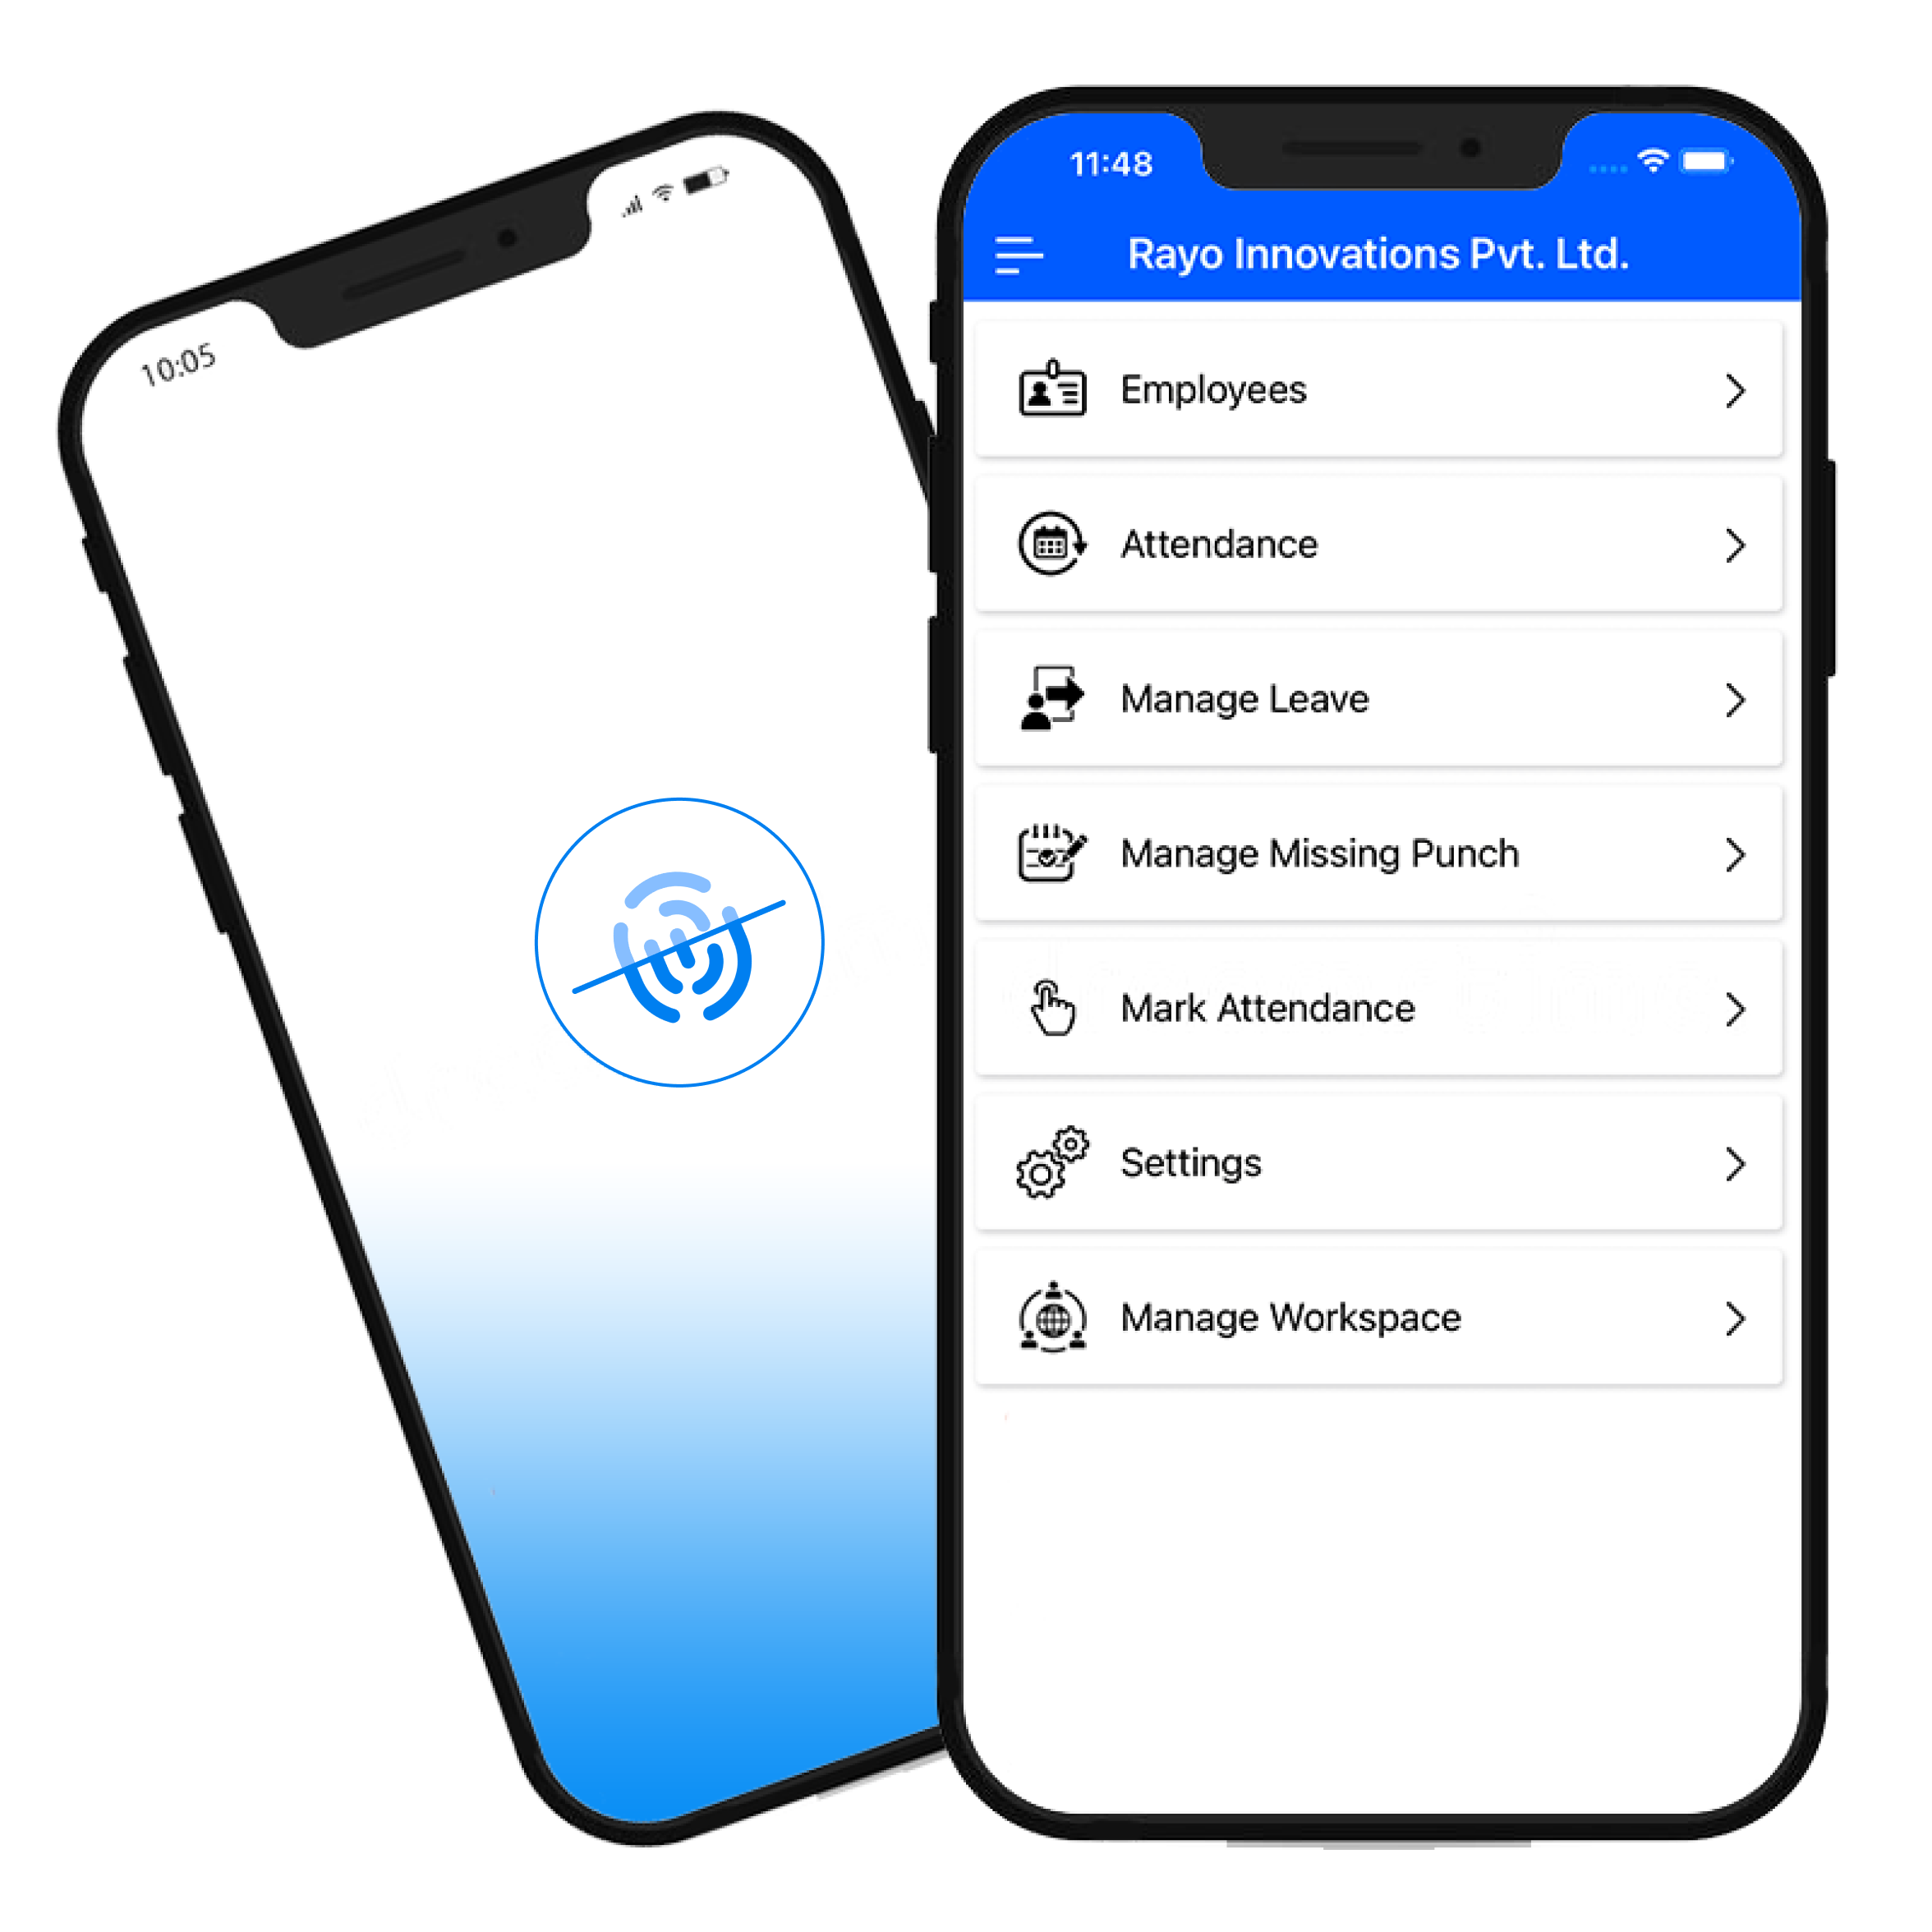 10:05
11:48
Rayo Innovations Pvt. Ltd.
Employees
Attendance
Manage Leave
Manage Missing Punch
Mark Attendance
Settings
Manage Workspace